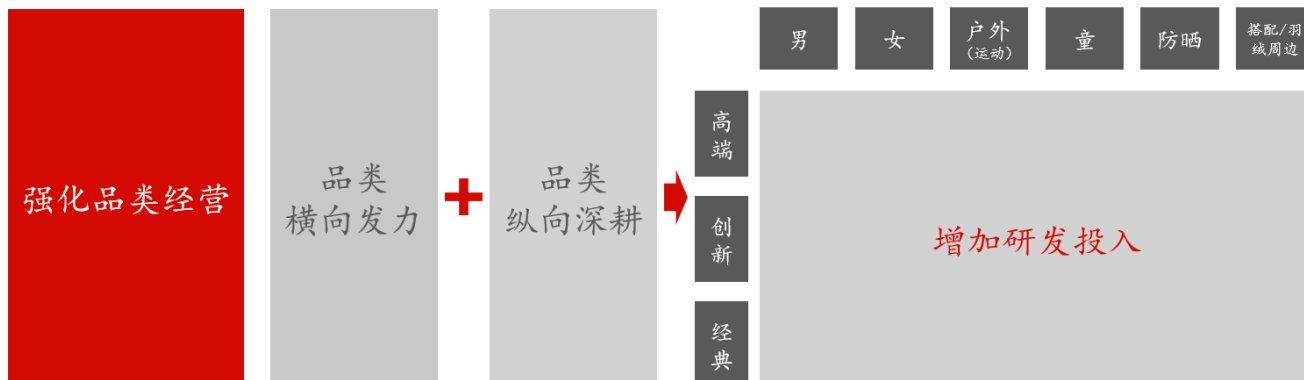 强化品类经营
品类
横向发力
+
品类
纵向深耕
男
女
户外
(运动)
童
防晒
搭配/羽
绒周边
高
端
创
新
经
典
增加研发投入